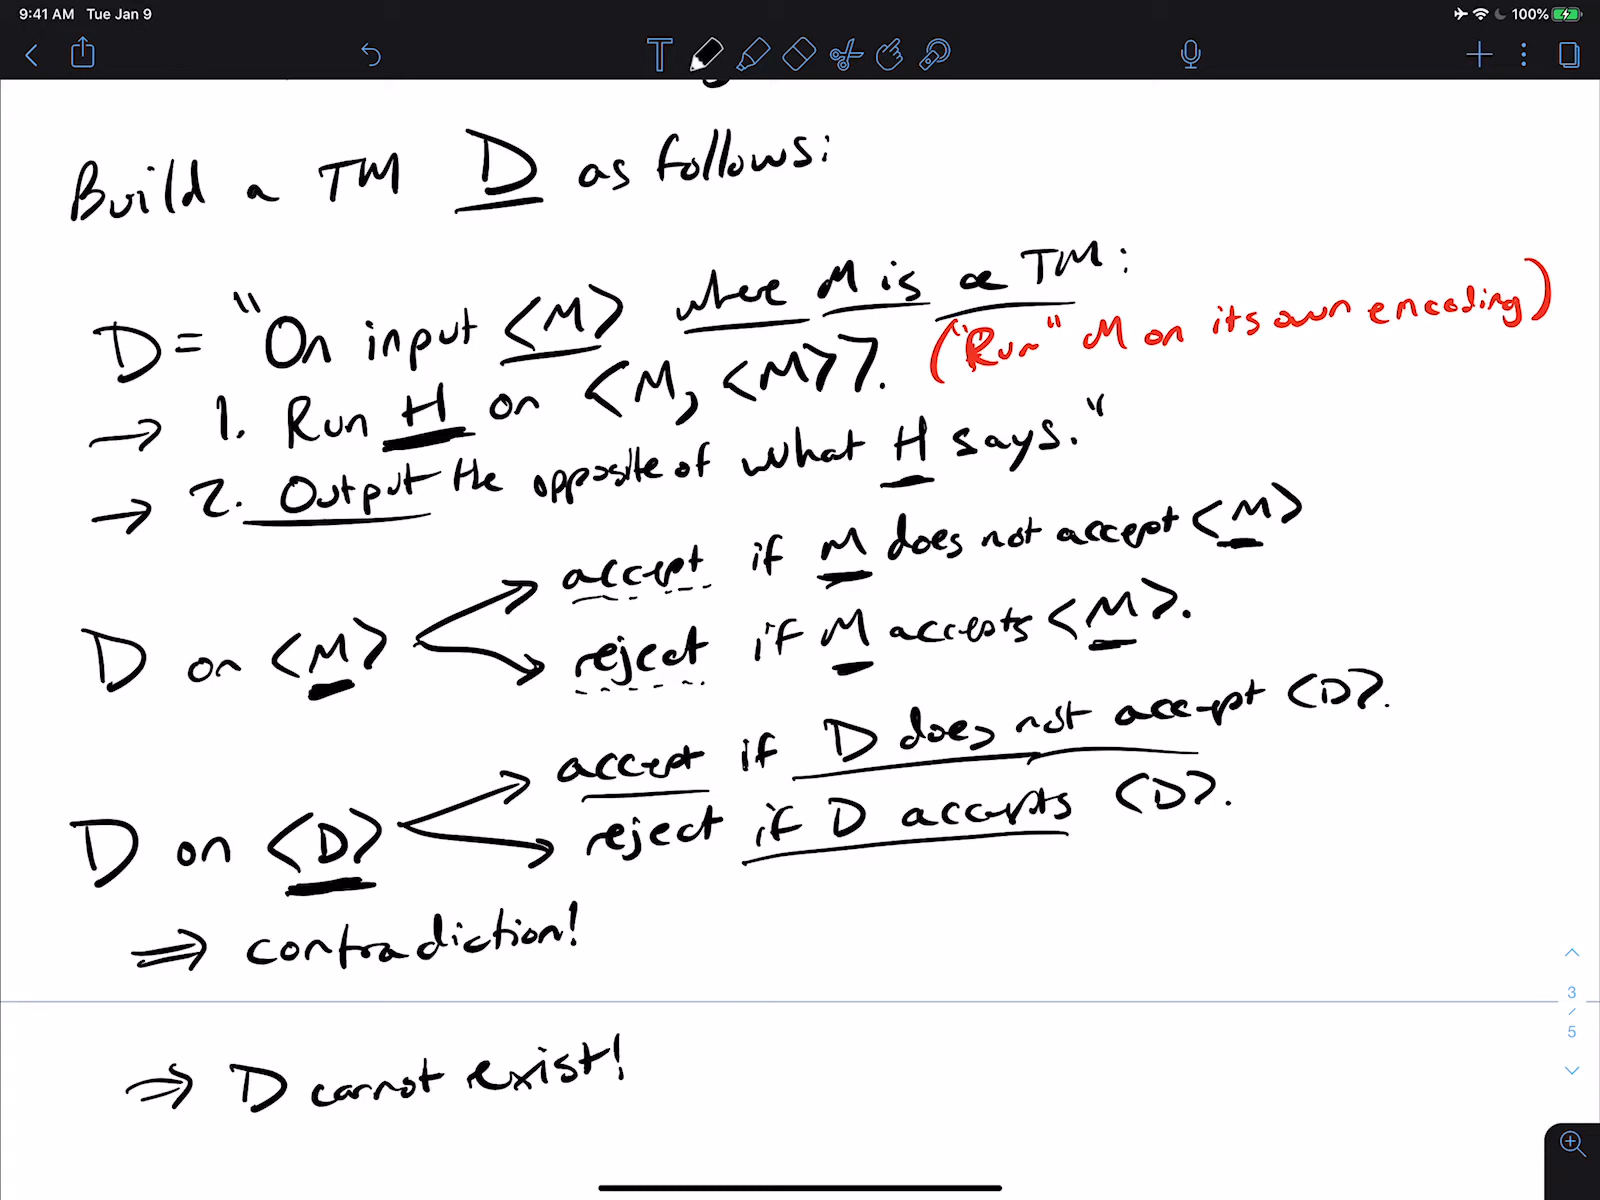 9:41 AM Tue Jan 9
100%
T
Build a TM D as follows:
D = "On input <M> where M is a TM:
("Run" M on its own encoding)
→ 1. Run H on <M, <M>>.
→ 2. Output the opposite of what H says."
accept if M does not accept <M>
D on <M>
reject if M accepts <M>.
accept if D does not accept <D>.
D on <D>
reject if D accepts <D>.
⇒ contradiction!
3
/
5
⇒ D cannot exist!